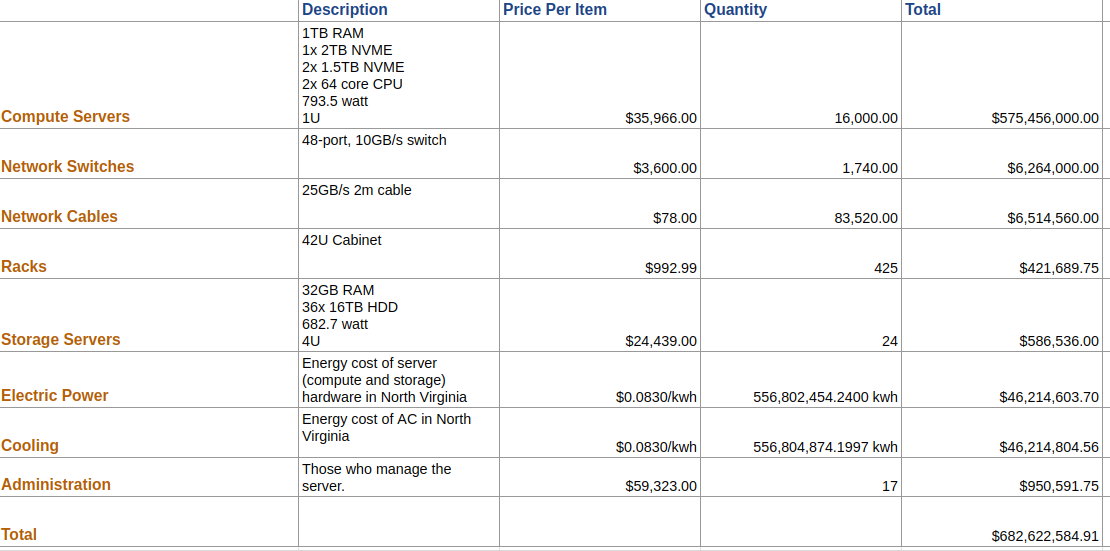 Description Price Per Item Quantity Total
1TB RAM
1x 2TB NVME
2x 1.5TB NVME
2x 64 core CPU
793.5 watt
Compute Servers 1U $35,966.00 16,000.00 $575,456,000.00
48-port, 10GB/s switch
Network Switches $3,600.00 1,740.00 $6,264,000.00
25GB/s 2m cable
Network Cables $78.00 83,520.00 $6,514,560.00
42U Cabinet
Racks $992.99 425 $421,689.75
32GB RAM
36x 16TB HDD
682.7 watt
Storage Servers 4U $24,439.00 24 $586,536.00
Energy cost of server
(compute and storage)
Electric Power hardware in North Virginia $0.0830/kwh 556,802,454.2400 kwh $46,214,603.70
Energy cost of AC in North
Virginia
Cooling $0.0830/kwh 556,804,874.1997 kwh $46,214,804.56
Those who manage the
Administration server. $59,323.00 17 $950,591.75
Total $682,622,584.91